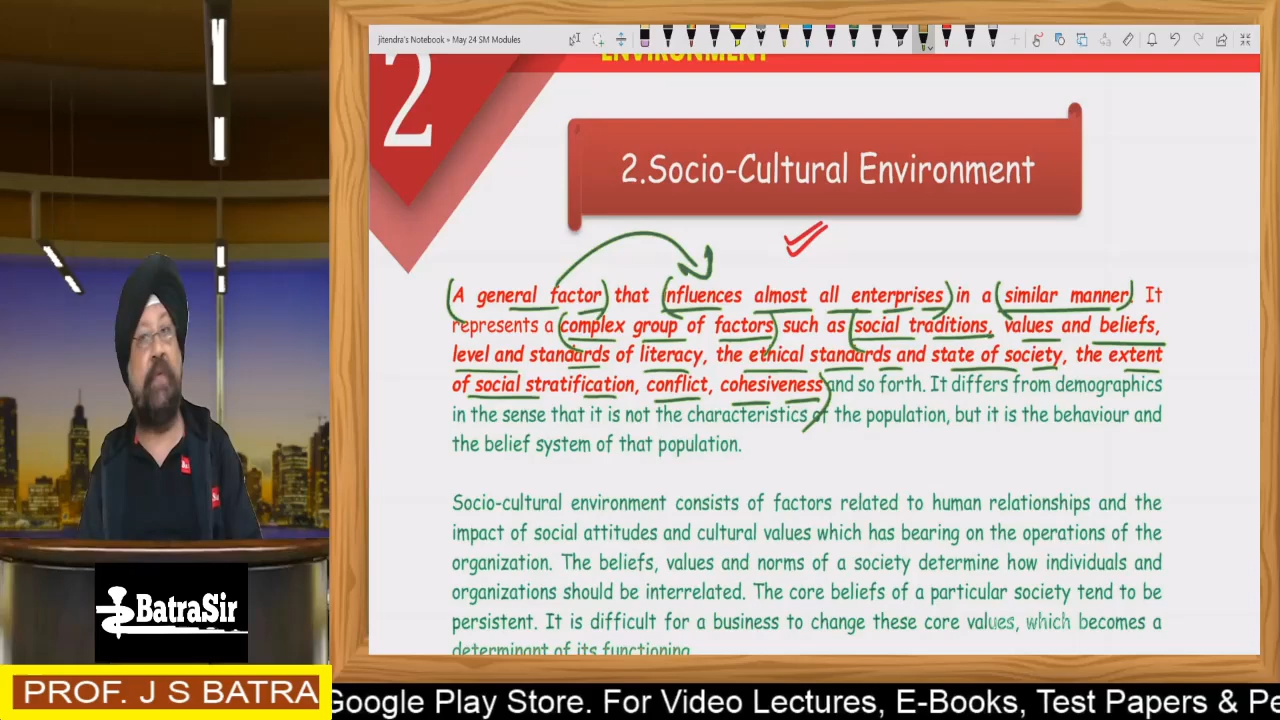 jitendra's Notebook » May 24 SM Modules
ENVIRONMENT
2
2.Socio-Cultural Environment
A general factor that influences almost all enterprises in a similar manner. It
represents a complex group of factors such as social traditions, values and beliefs,
level and standards of literacy, the ethical standards and state of society, the extent
of social stratification, conflict, cohesiveness and so forth. It differs from demographics
in the sense that it is not the characteristics of the population, but it is the behaviour and
the belief system of that population.
Socio-cultural environment consists of factors related to human relationships and the
impact of social attitudes and cultural values which has bearing on the operations of the
organization. The beliefs, values and norms of a society determine how individuals and
organizations should be interrelated. The core beliefs of a particular society tend to be
persistent. It is difficult for a business to change these core values, which becomes a
determinant of its functioning.
BatraSir
PROF. J S BATRA
Google Play Store. For Video Lectures, E-Books, Test Papers & Pe